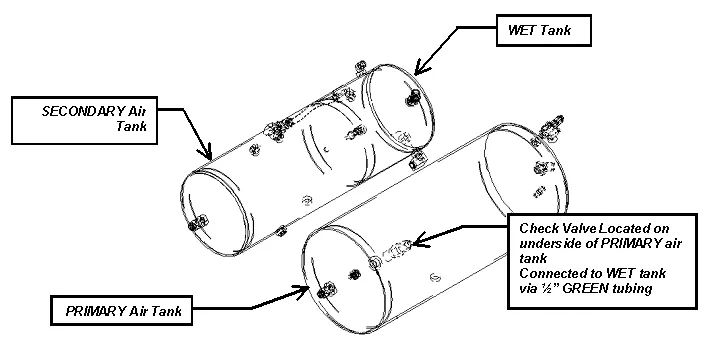 WET Tank
SECONDARY Air
Tank
Check Valve Located on
underside of PRIMARY air
tank
Connected to WET tank
via ½” GREEN tubing
PRIMARY Air Tank